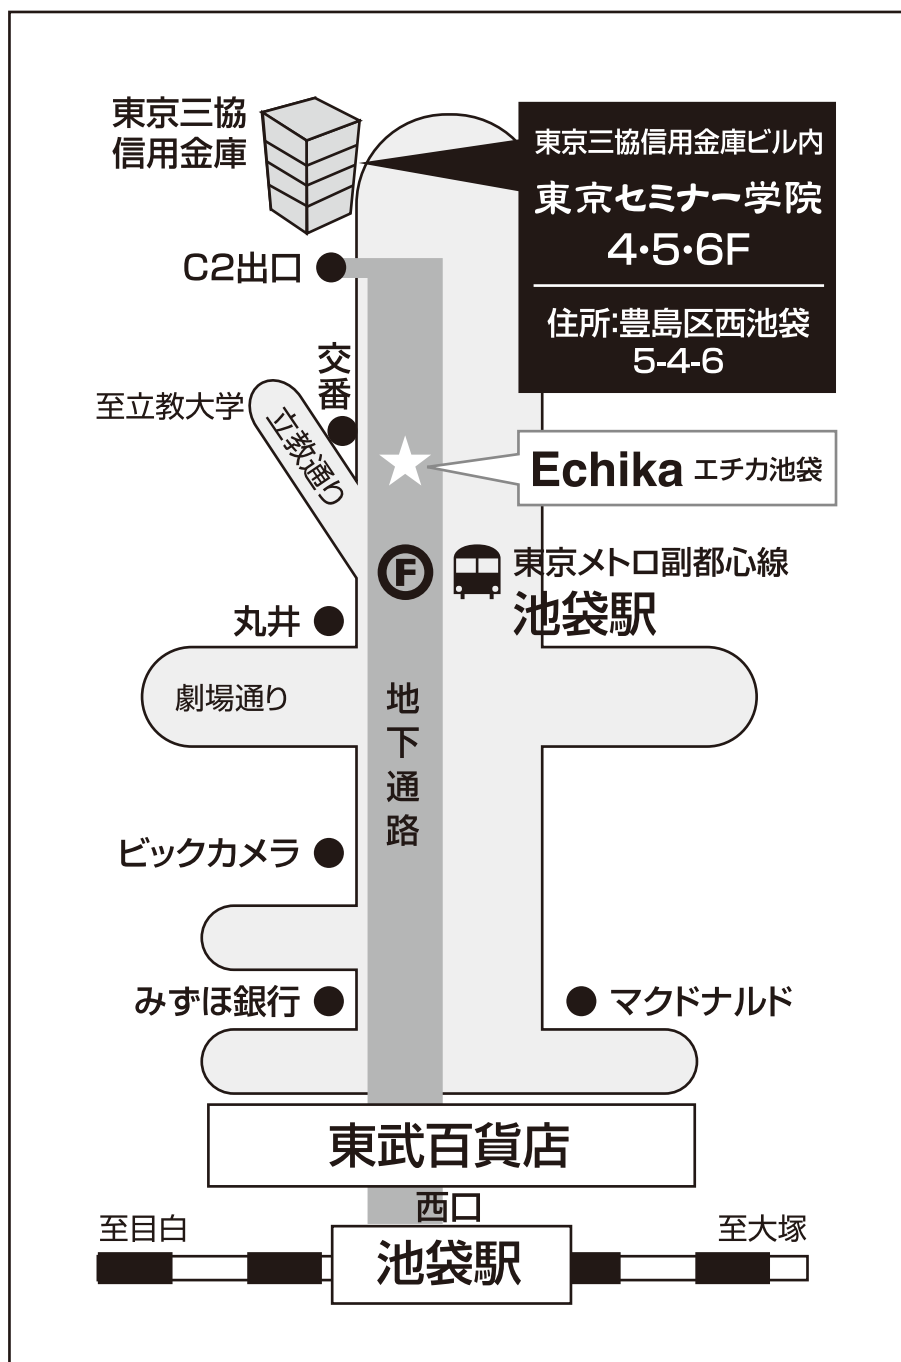 東京三協
信用金庫
東京三協信用金庫ビル内
東京セミナー学院
4・5・6F
住所:豊島区西池袋
5-4-6
C2出口
交番
至立教大学
立教通り
Echika エチカ池袋
F
東京メトロ副都心線
池袋駅
丸井
劇場通り
地下通路
ビックカメラ
みずほ銀行
マクドナルド
東武百貨店
西口
至目白
至大塚
池袋駅